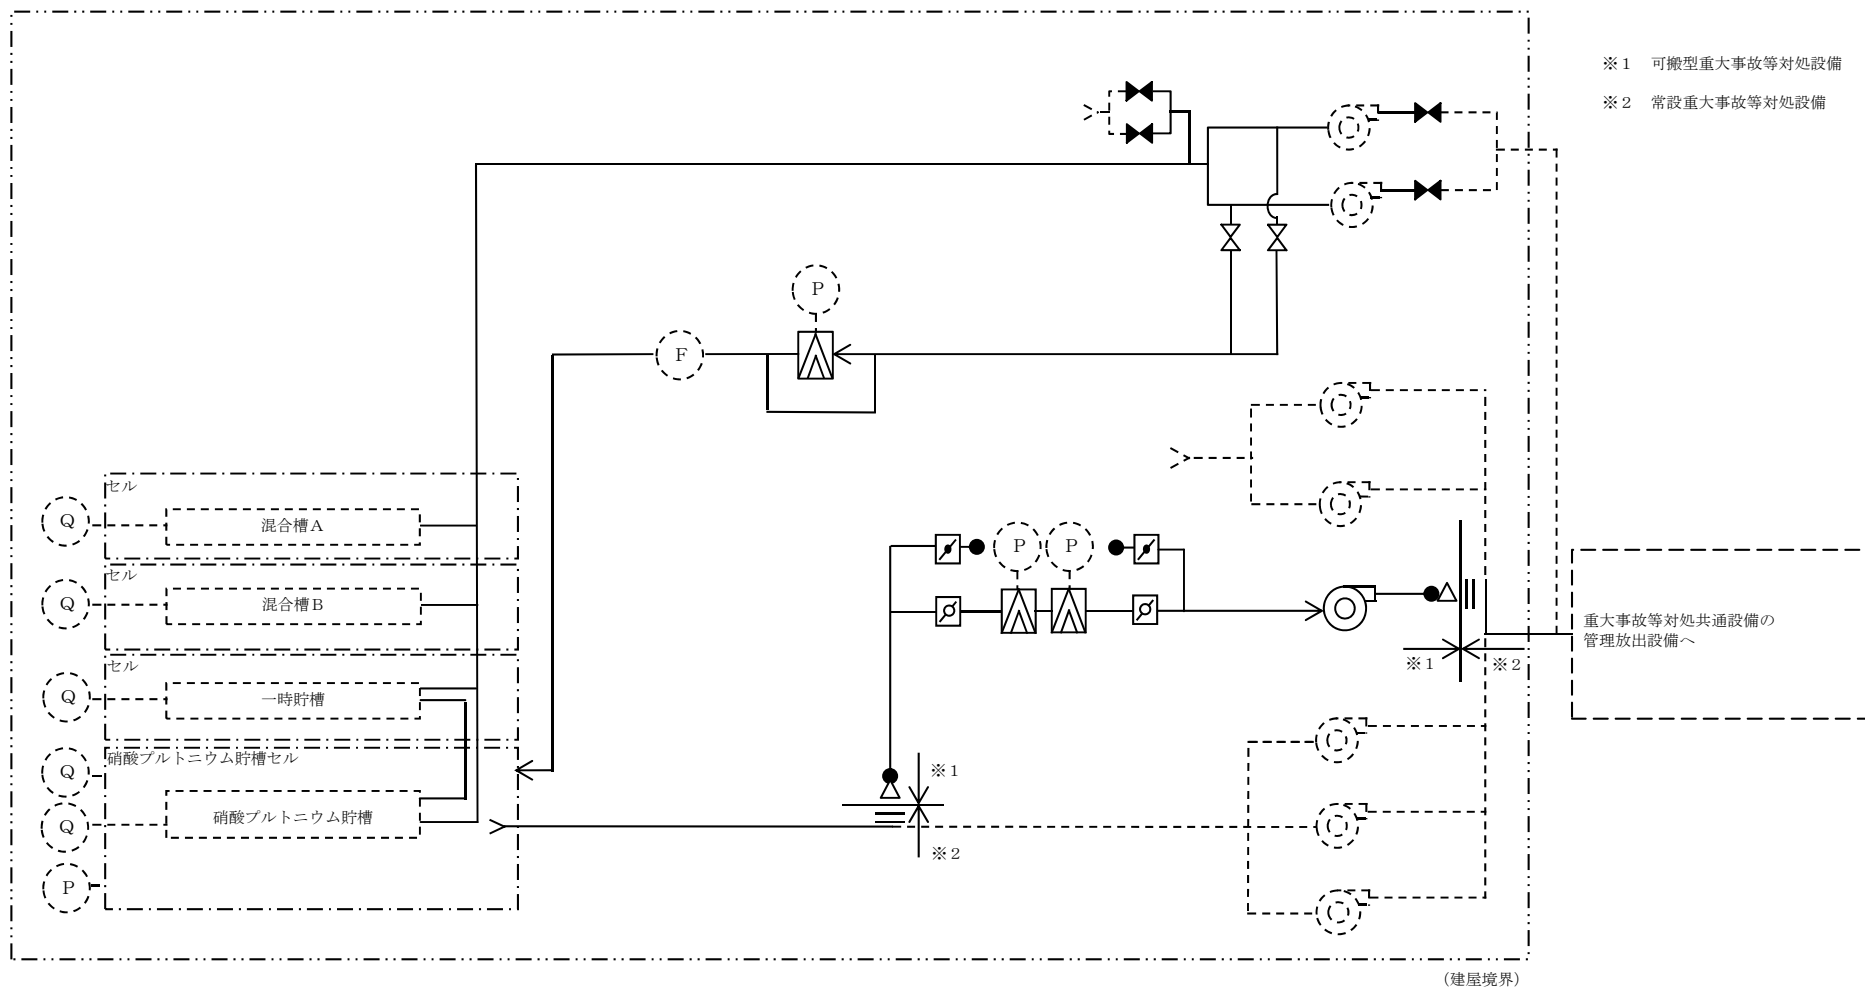 ※1 可搬型重大事故等対処設備
※2 常設重大事故等対処設備
P
F
セル
Q
混合槽A
P
P
セル
Q
混合槽B
重大事故等対処共通設備の
管理放出設備へ
※1
※2
セル
Q
一時貯槽
硝酸プルトニウム貯槽セル
Q
※1
硝酸プルトニウム貯槽
Q
※2
P
(建屋境界)